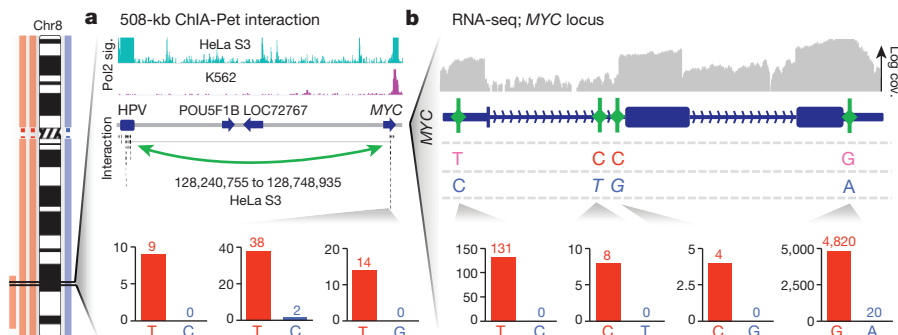 Chr8
a 508-kb ChIA-Pet interaction
Pol2 sig.
HeLa S3
K562
HPV POU5F1B LOC72767 MYC
Interaction
128,240,755 to 128,748,935
HeLa S3
10
5
0
9
0
T C
40
20
0
38
2
T C
20
10
0
14
0
T G
b RNA-seq; MYC locus
Log cov.
MYC
T C C G
C T G A
150
100
50
0
131
0
T C
10
5
0
8
0
C T
5
2.5
0
4
0
C G
5,000
2,500
0
4,820
20
G A